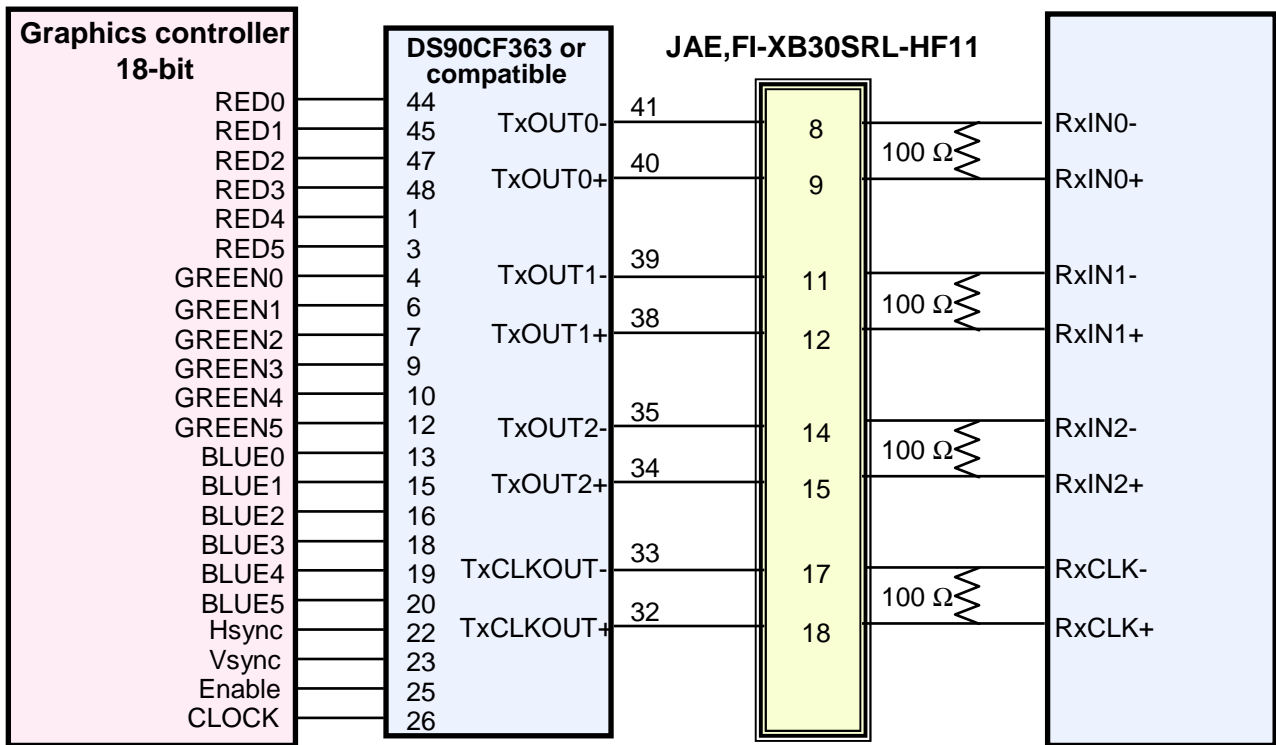 Graphics controller
18-bit
DS90CF363 or
compatible
JAE,FI-XB30SRL-HF11
RED0 44
RED1 45
RED2 47
RED3 48
RED4 1
RED5 3
GREEN0 4
GREEN1 6
GREEN2 7
GREEN3 9
GREEN4 10
GREEN5 12
BLUE0 13
BLUE1 15
BLUE2 16
BLUE3 18
BLUE4 19
BLUE5 20
Hsync 22
Vsync 23
Enable 25
CLOCK 26
TxOUT0- 41 8 RxIN0-
100 Ω
TxOUT0+ 40 9 RxIN0+
TxOUT1- 39 11 RxIN1-
100 Ω
TxOUT1+ 38 12 RxIN1+
TxOUT2- 35 14 RxIN2-
100 Ω
TxOUT2+ 34 15 RxIN2+
TxCLKOUT- 33 17 RxCLK-
100 Ω
TxCLKOUT+ 32 18 RxCLK+